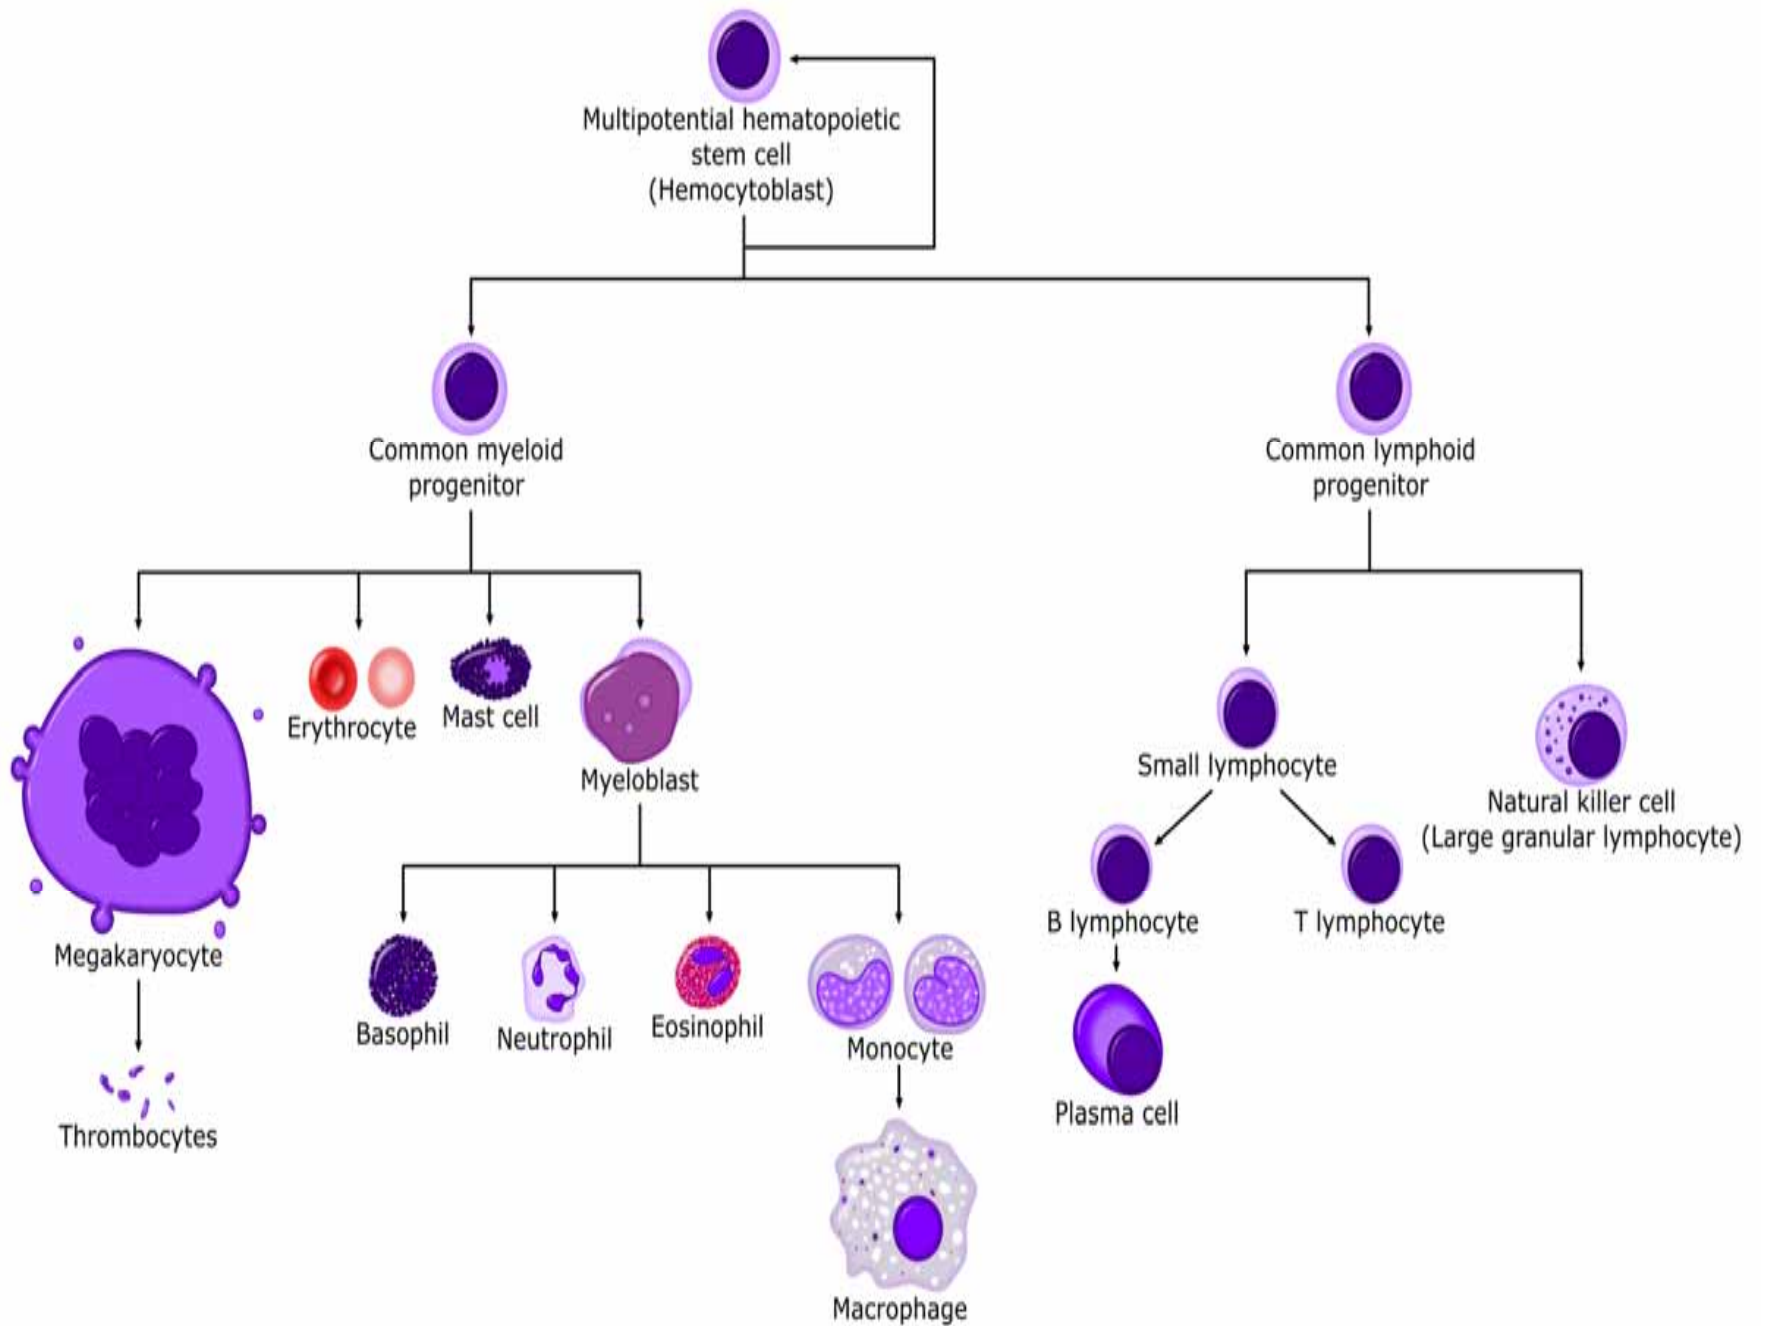 Multipotential hematopoietic
stem cell
(Hemocytoblast)
Common myeloid
progenitor
Common lymphoid
progenitor
Erythrocyte
Mast cell
Myeloblast
Small lymphocyte
Natural killer cell
(Large granular lymphocyte)
B lymphocyte
T lymphocyte
Megakaryocyte
Basophil
Neutrophil
Eosinophil
Monocyte
Plasma cell
Thrombocytes
Macrophage